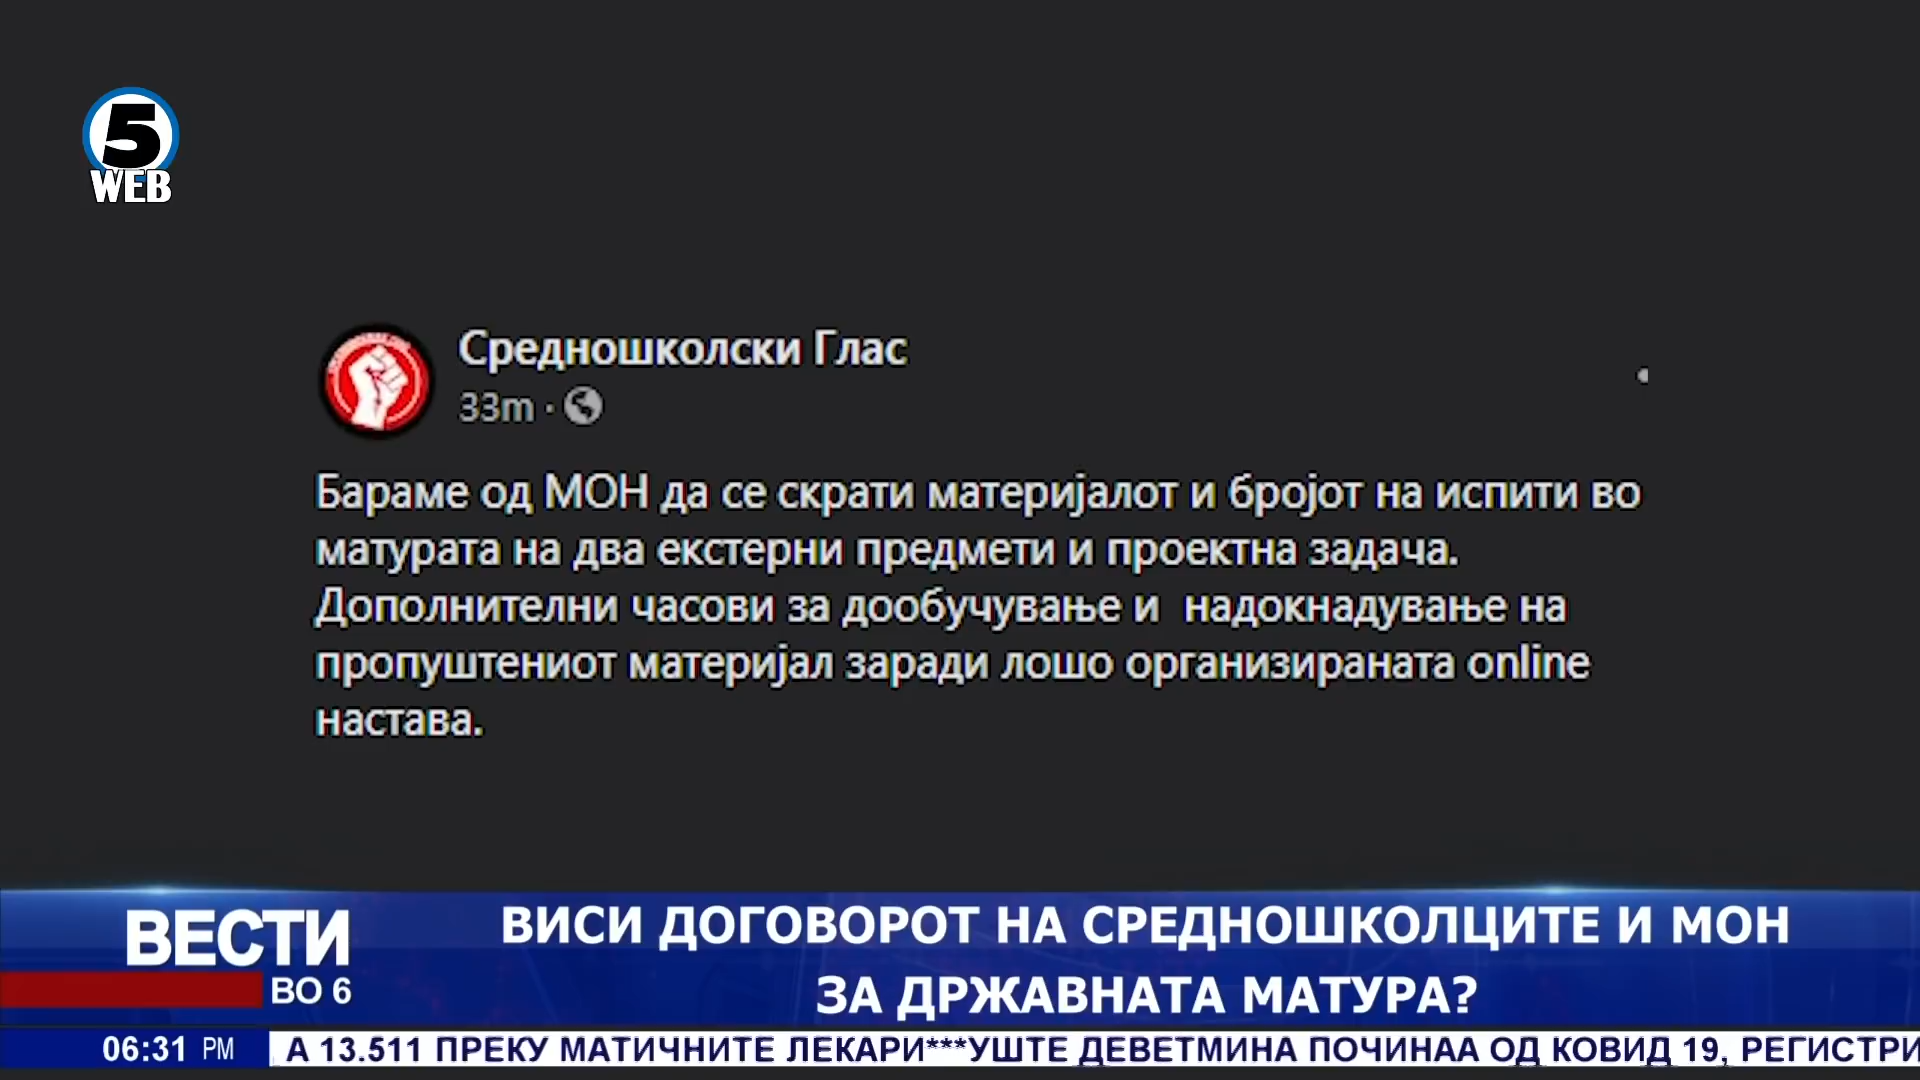 5
WEB
Средношколски Глас
33m ·
Бараме од МОН да се скрати материјалот и бројот на испити во
матурата на два екстерни предмети и проектна задача.
Дополнителни часови за дообучување и надокнадување на
пропуштениот материјал заради лошо организираната online
настава.
ВЕСТИ
ВО 6
ВИСИ ДОГОВОРОТ НА СРЕДНОШКОЛЦИТЕ И МОН
ЗА ДРЖАВНАТА МАТУРА?
06:31 PM
А 13.511 ПРЕКУ МАТИЧНИТЕ ЛЕКАРИ***УШТЕ ДЕВЕТМИНА ПОЧИНАА ОД КОВИД 19, РЕГИСТРИ